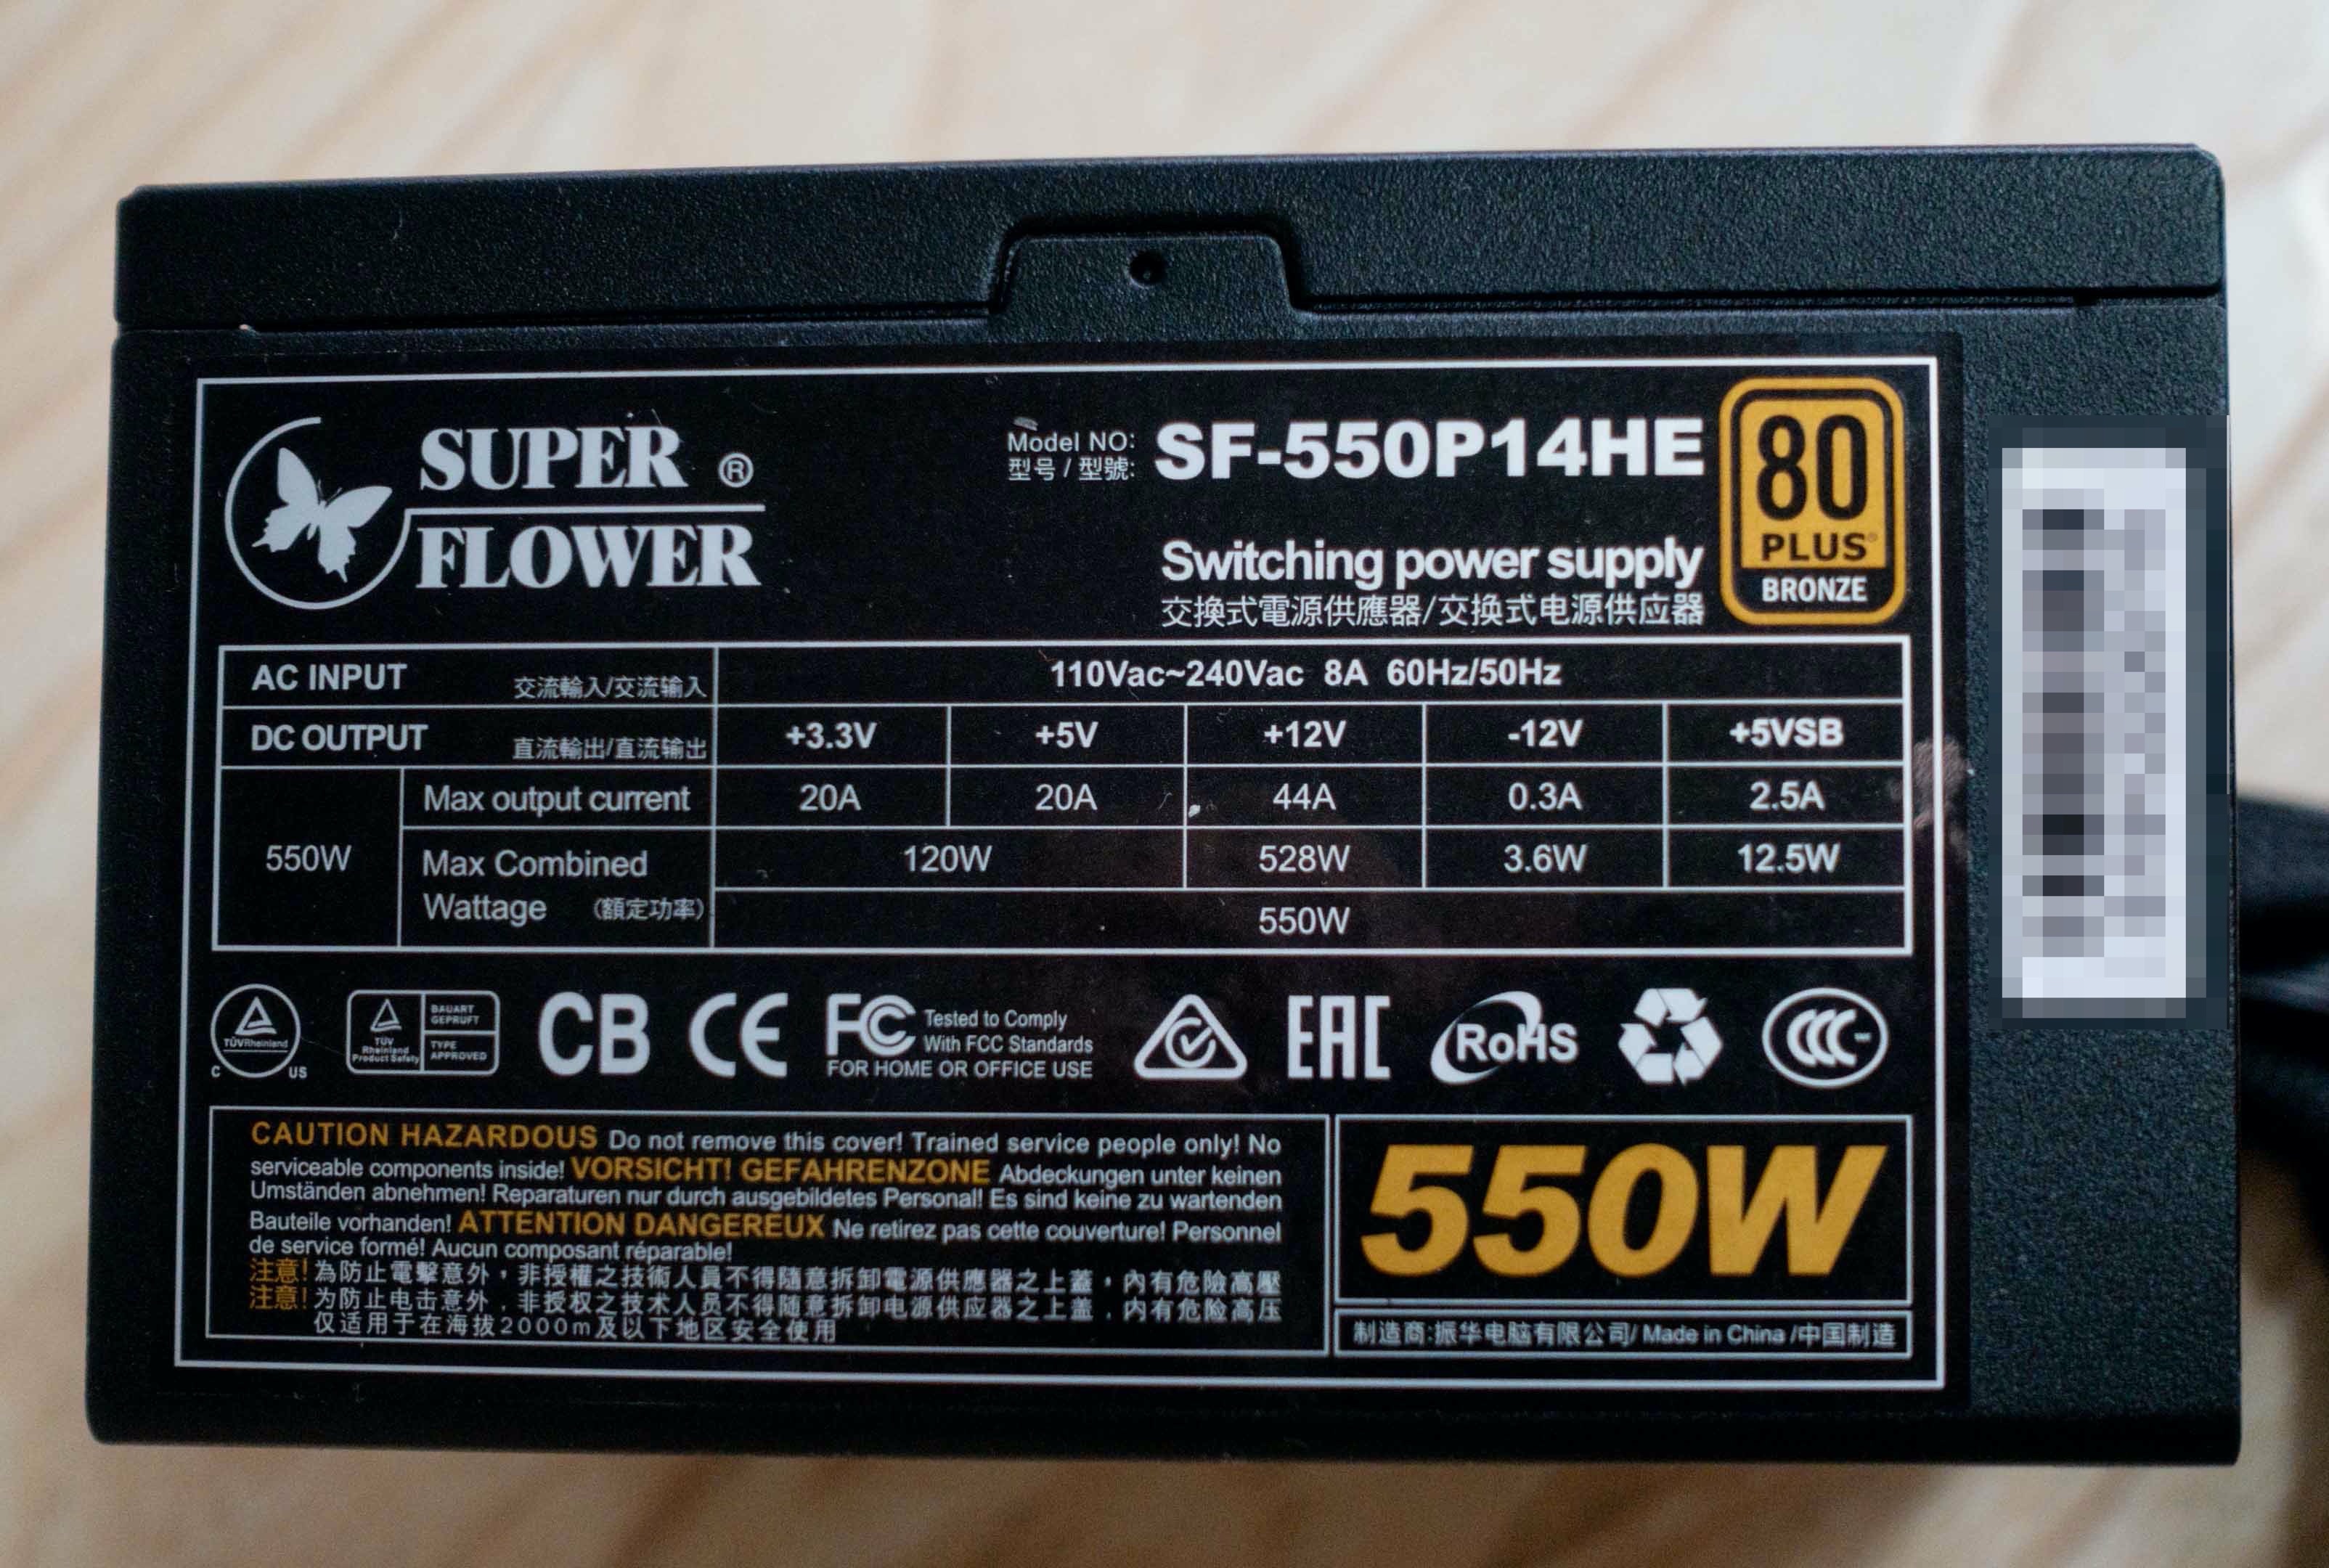 SUPER ®
FLOWER
Model NO:
型号 / 型號:
SF-550P14HE
80
PLUS®
BRONZE
Switching power supply
交換式電源供應器/交换式电源供应器
AC INPUT 交流輸入/交流输入 110Vac~240Vac 8A 60Hz/50Hz
DC OUTPUT 直流輸出/直流输出 +3.3V +5V +12V -12V +5VSB
550W
Max output current 20A 20A 44A 0.3A 2.5A
Max Combined
Wattage (額定功率)
120W 528W 3.6W 12.5W
550W
TÜVRheinland
C US
TÜV
Rheinland
Product Safety
BAUART
GEPRÜFT
TYPE
APPROVED
CB CE FC
Tested to Comply
With FCC Standards
FOR HOME OR OFFICE USE
EAC RoHS CCC
CAUTION HAZARDOUS Do not remove this cover! Trained service people only! No
serviceable components inside! VORSICHT! GEFAHRENZONE Abdeckungen unter keinen
Umständen abnehmen! Reparaturen nur durch ausgebildetes Personal! Es sind keine zu wartenden
Bauteile vorhanden! ATTENTION DANGEREUX Ne retirez pas cette couverture! Personnel
de service formé! Aucun composant réparable!
注意! 為防止電擊意外，非授權之技術人員不得隨意拆卸電源供應器之上蓋，內有危險高壓
注意! 为防止电击意外．非授权之技术人员不得随意拆卸电源供应器之上盖．内有危险高压
仅适用于在海拔2000m及以下地区安全使用
550W
制造商:振华电脑有限公司/ Made in China /中国制造